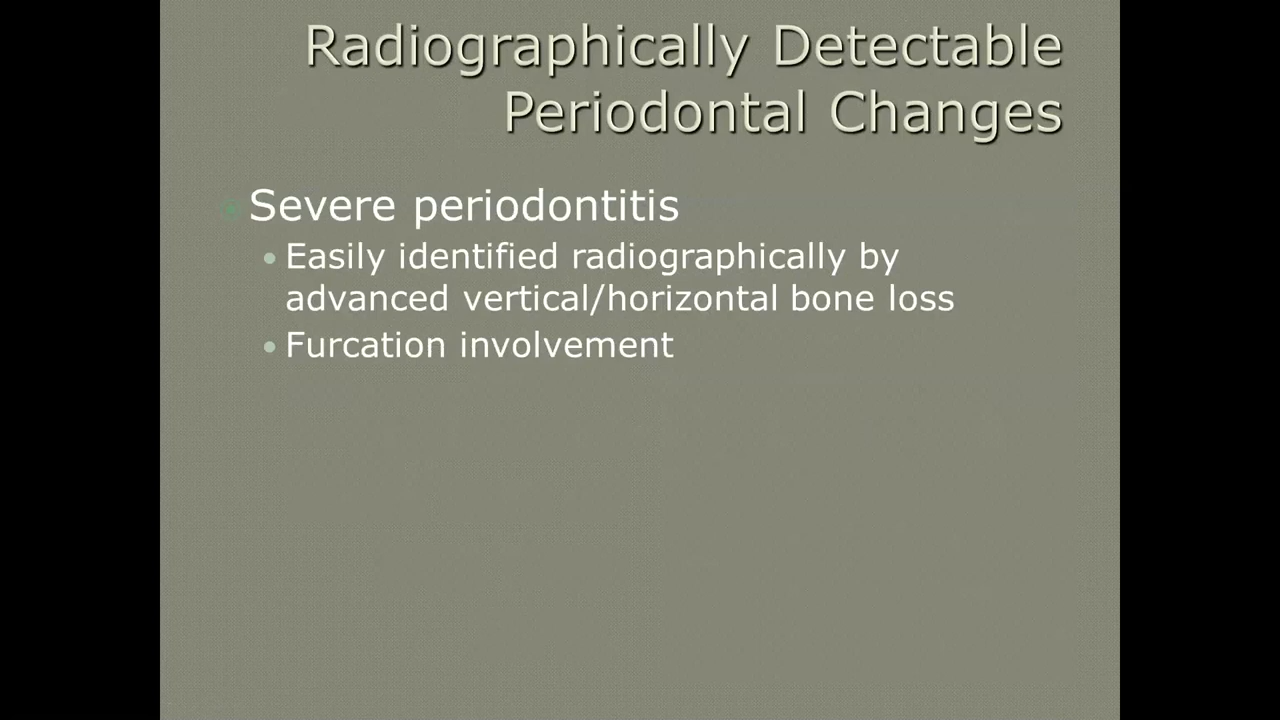 Radiographically Detectable
Periodontal Changes
Severe periodontitis
Easily identified radiographically by
advanced vertical/horizontal bone loss
Furcation involvement